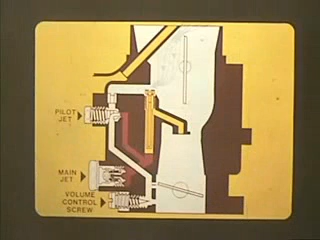 PILOT
JET
MAIN
JET
VOLUME
CONTROL
SCREW